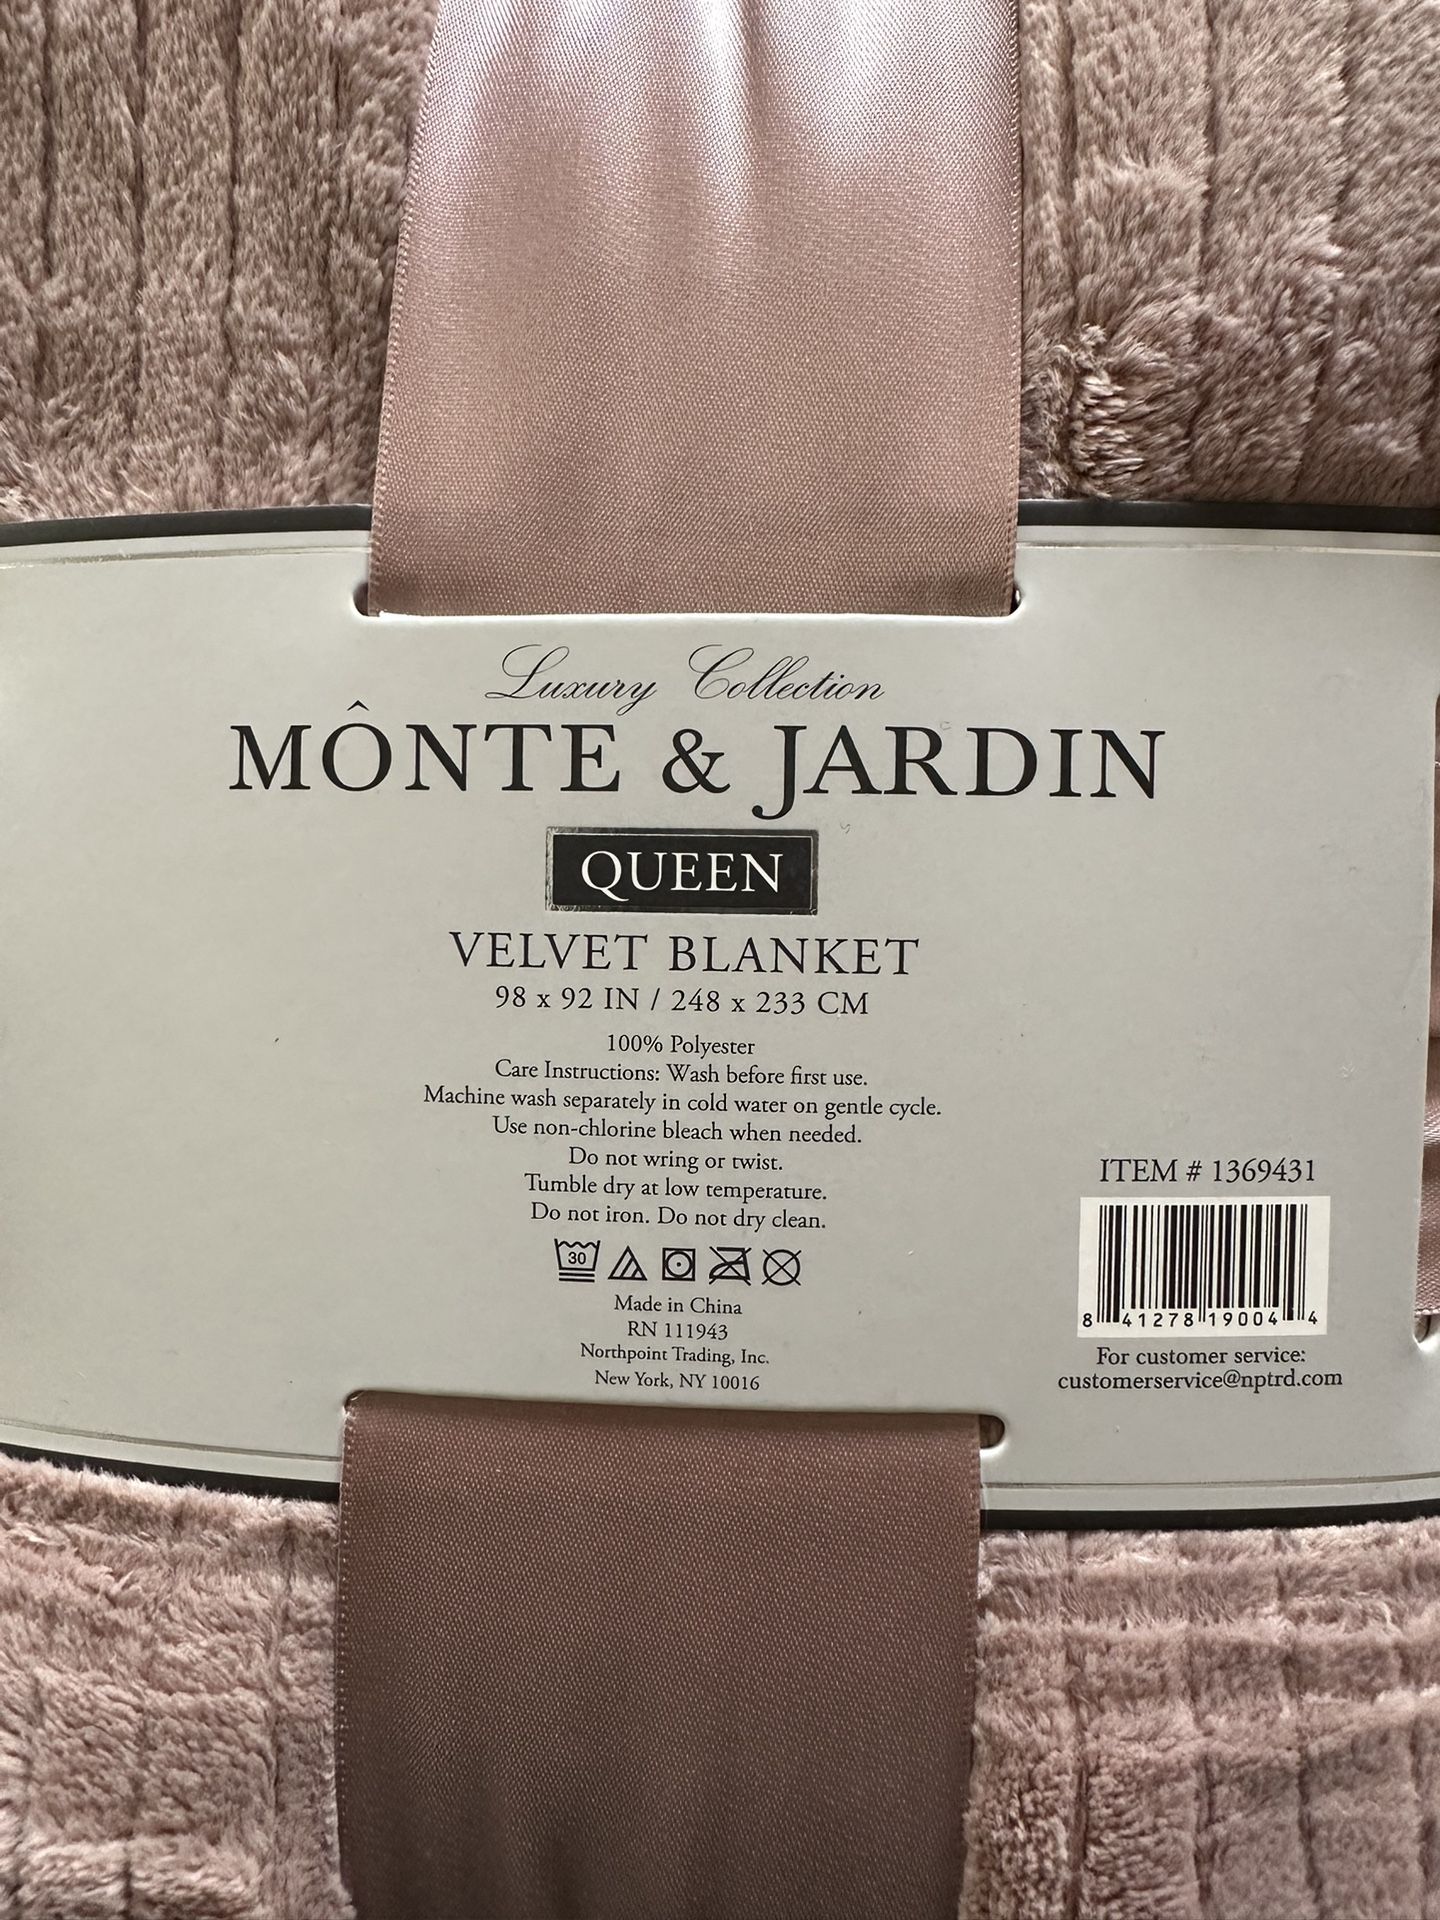 Luxury Collection
MÔNTE & JARDIN
QUEEN
VELVET BLANKET
98 x 92 IN / 248 x 233 CM
100% Polyester
Care Instructions: Wash before first use.
Machine wash separately in cold water on gentle cycle.
Use non-chlorine bleach when needed.
Do not wring or twist.
Tumble dry at low temperature.
Do not iron. Do not dry clean.
30
Made in China
RN 111943
Northpoint Trading, Inc.
New York, NY 10016
ITEM # 1369431
8 41278 19004 4
For customer service:
customerservice@nptrd.com